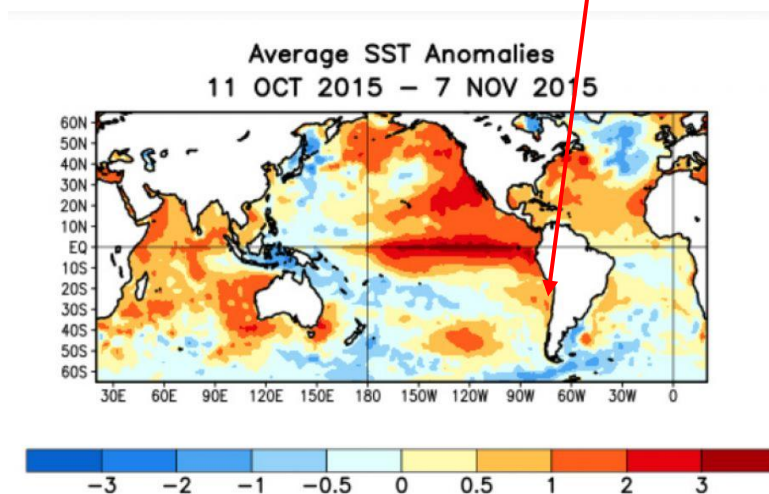 Average SST Anomalies
11 OCT 2015 – 7 NOV 2015
60N
50N
40N
30N
20N
10N
EQ
10S
20S
30S
40S
50S
60S
30E 60E 90E 120E 150E 180 150W 120W 90W 60W 30W 0
−3 −2 −1 −0.5 0 0.5 1 2 3